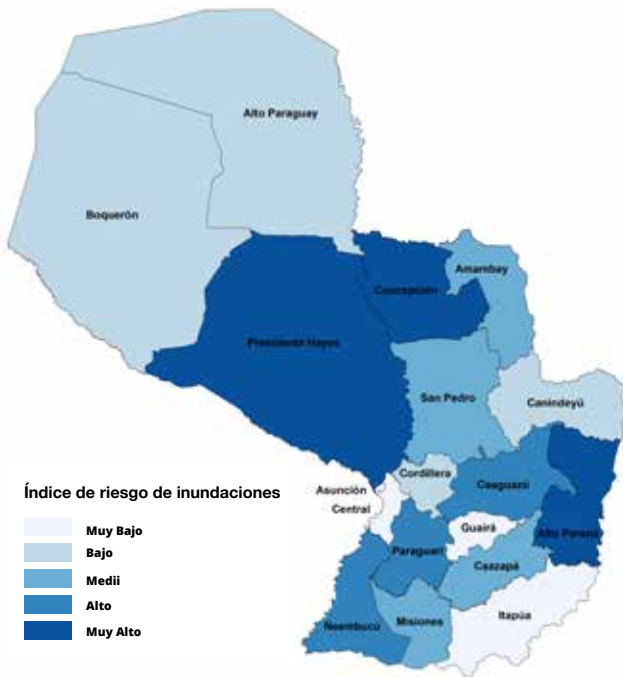 Alto Paraguay
Boquerón
Amambay
Concepción
Presidente Hayes
San Pedro
Canindeyú
Cordillera
Caaguazú
Asunción
Central
Guairá
Alto Paraná
Paraguarí
Caazapá
Itapúa
Misiones
Ñeembucú
Índice de riesgo de inundaciones
Muy Bajo
Bajo
Medii
Alto
Muy Alto